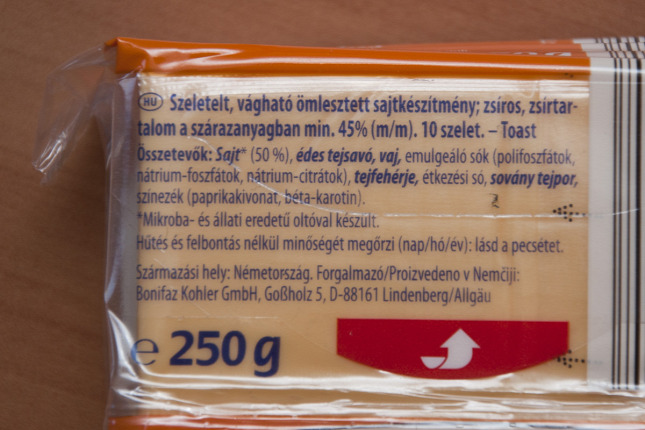 HU Szeletelt, vágható ömlesztett sajtkészítmény; zsíros, zsírtar-
talom a szárazanyagban min. 45% (m/m). 10 szelet. – Toast
Összetevők: Sajt* (50 %), édes tejsavó, vaj, emulgeáló sók (polifoszfátok,
nátrium-foszfátok, nátrium-citrátok), tejfehérje, étkezési só, sovány tejpor,
színezék (paprikakivonat, béta-karotin).
*Mikroba- és állati eredetű oltóval készült.
Hűtés és felbontás nélkül minőségét megőrzi (nap/hó/év): lásd a pecsétet.
Származási hely: Németország. Forgalmazó/Proizvedeno v Nemčiji:
Bonifaz Kohler GmbH, Goßholz 5, D-88161 Lindenberg/Allgäu
℮ 250 g